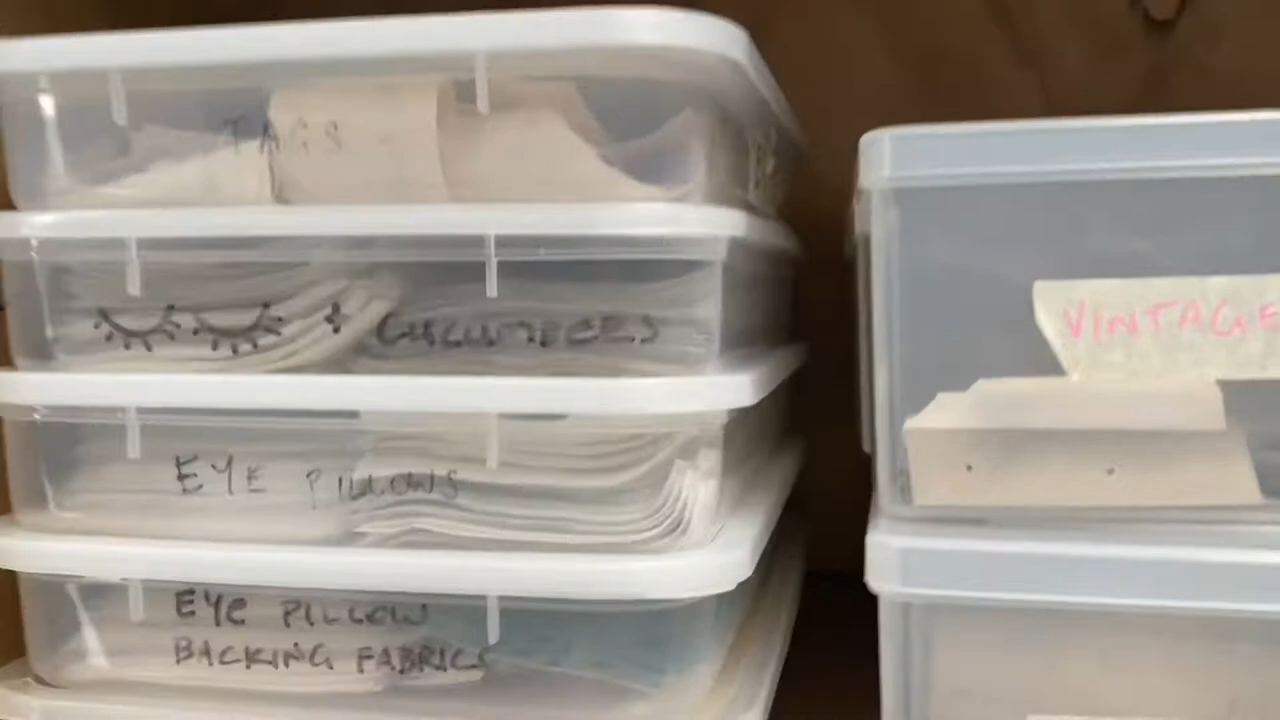 TAGS
+ CUCUMBERS
EYE PILLOWS
EYE PILLOW
BACKING FABRICS
VINTAGE